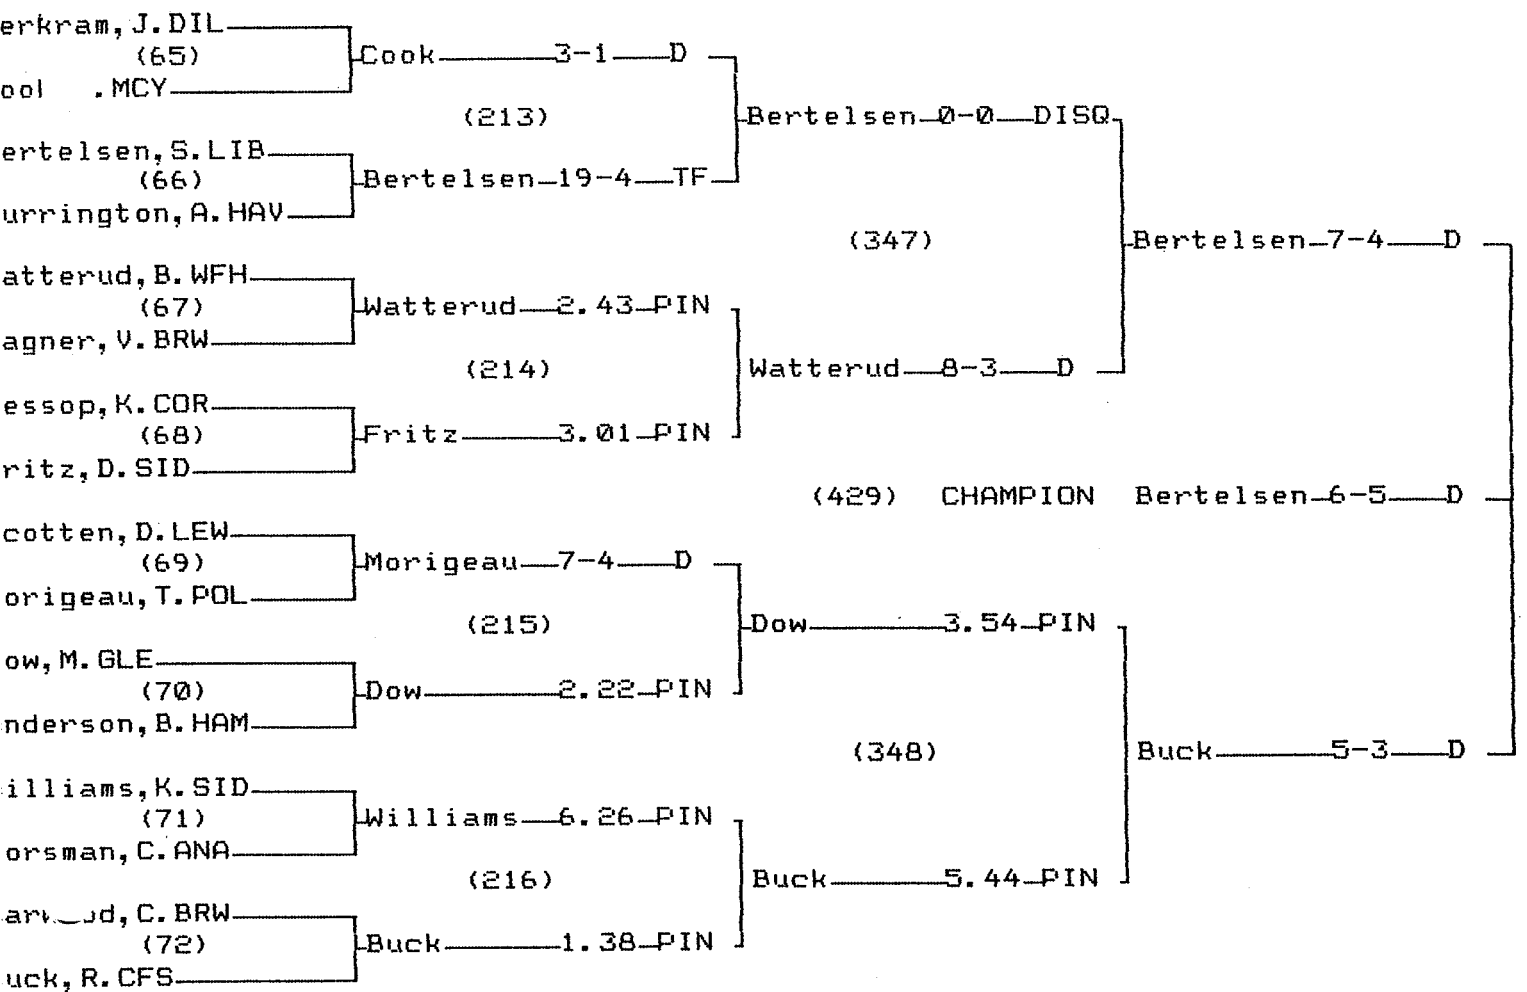 erkram, J. DIL
(65) Cook 3-1 D
ool .MCY
(213) Bertelsen 0-0 DISQ
ertelsen, S. LIB
(66) Bertelsen 19-4 TF
urrington, A. HAV
(347) Bertelsen 7-4 D
atterud, B. WFH
(67) Watterud 2.43 PIN
agner, V. BRW
(214) Watterud 8-3 D
essop, K. COR
(68) Fritz 3.01 PIN
ritz, D. SID
(429) CHAMPION Bertelsen 6-5 D
cotten, D. LEW
(69) Morigeau 7-4 D
origeau, T. POL
(215) Dow 3.54 PIN
ow, M. GLE
(70) Dow 2.22 PIN
nderson, B. HAM
(348) Buck 5-3 D
illiams, K. SID
(71) Williams 6.26 PIN
orsman, C. ANA
(216) Buck 5.44 PIN
d, C. BRW
(72) Buck 1.38 PIN
uck, R. CFS